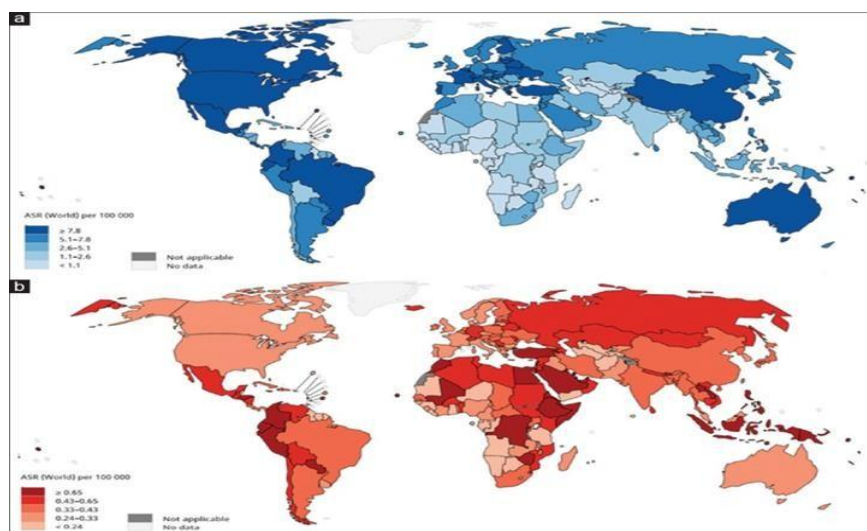 a
ASR (World) per 100 000
≥ 7.8
5.1–7.8
2.6–5.1
1.1–2.6
< 1.1
Not applicable
No data
b
ASR (World) per 100 000
≥ 0.65
0.43–0.65
0.33–0.43
0.24–0.33
< 0.24
Not applicable
No data